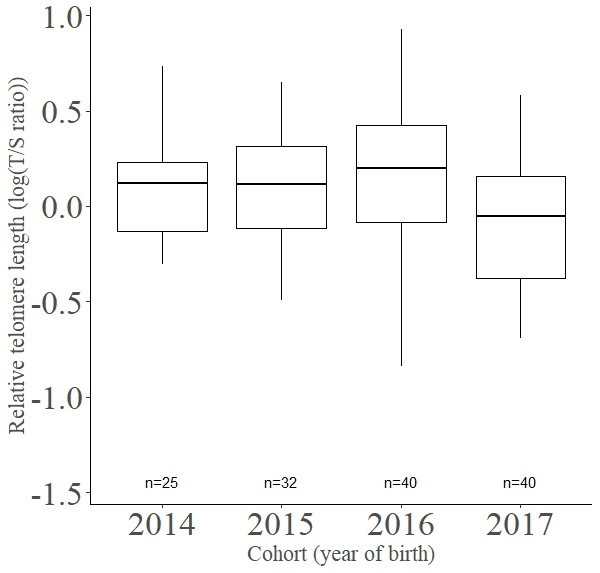 Relative telomere length (log(T/S ratio))
1.0
0.5
0.0
-0.5
-1.0
-1.5
n=25 n=32 n=40 n=40
2014 2015 2016 2017
Cohort (year of birth)